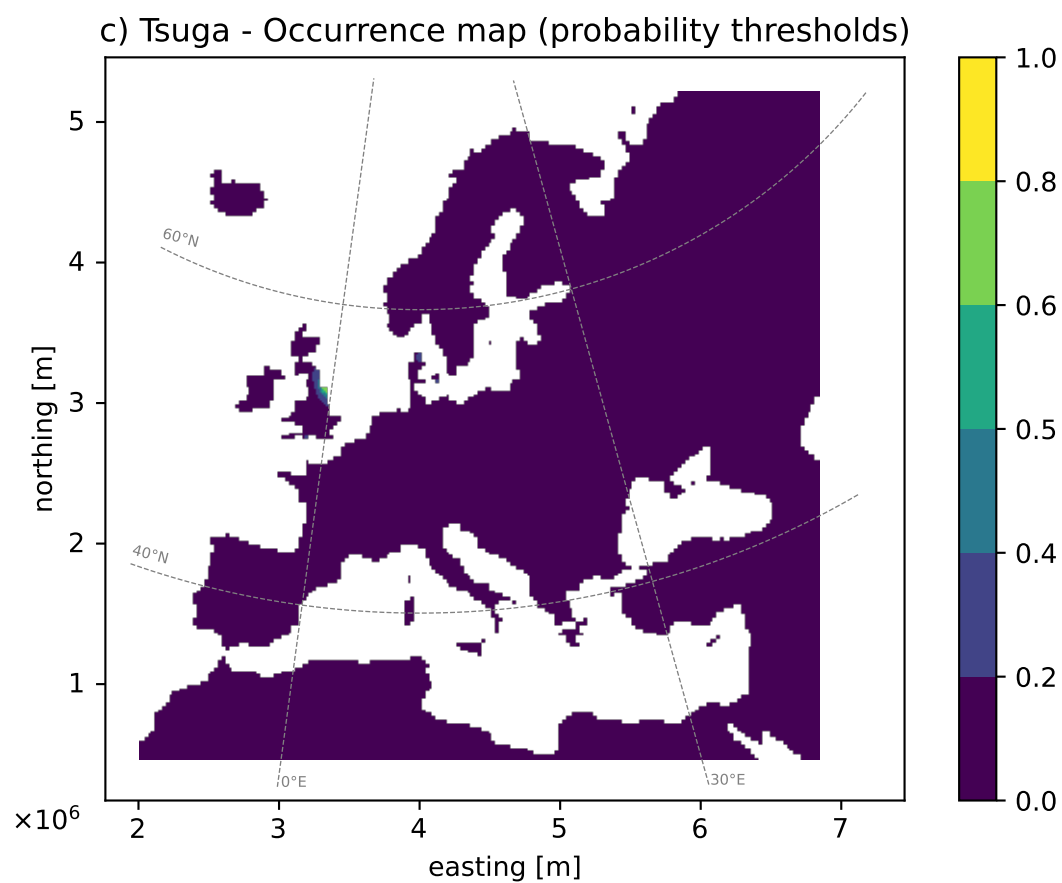 c) Tsuga - Occurrence map (probability thresholds)
1.0
0.8
0.6
0.5
0.4
0.2
0.0
northing [m]
5
4
3
2
1
60°N
40°N
0°E
30°E
×10⁶
2 3 4 5 6 7
easting [m]